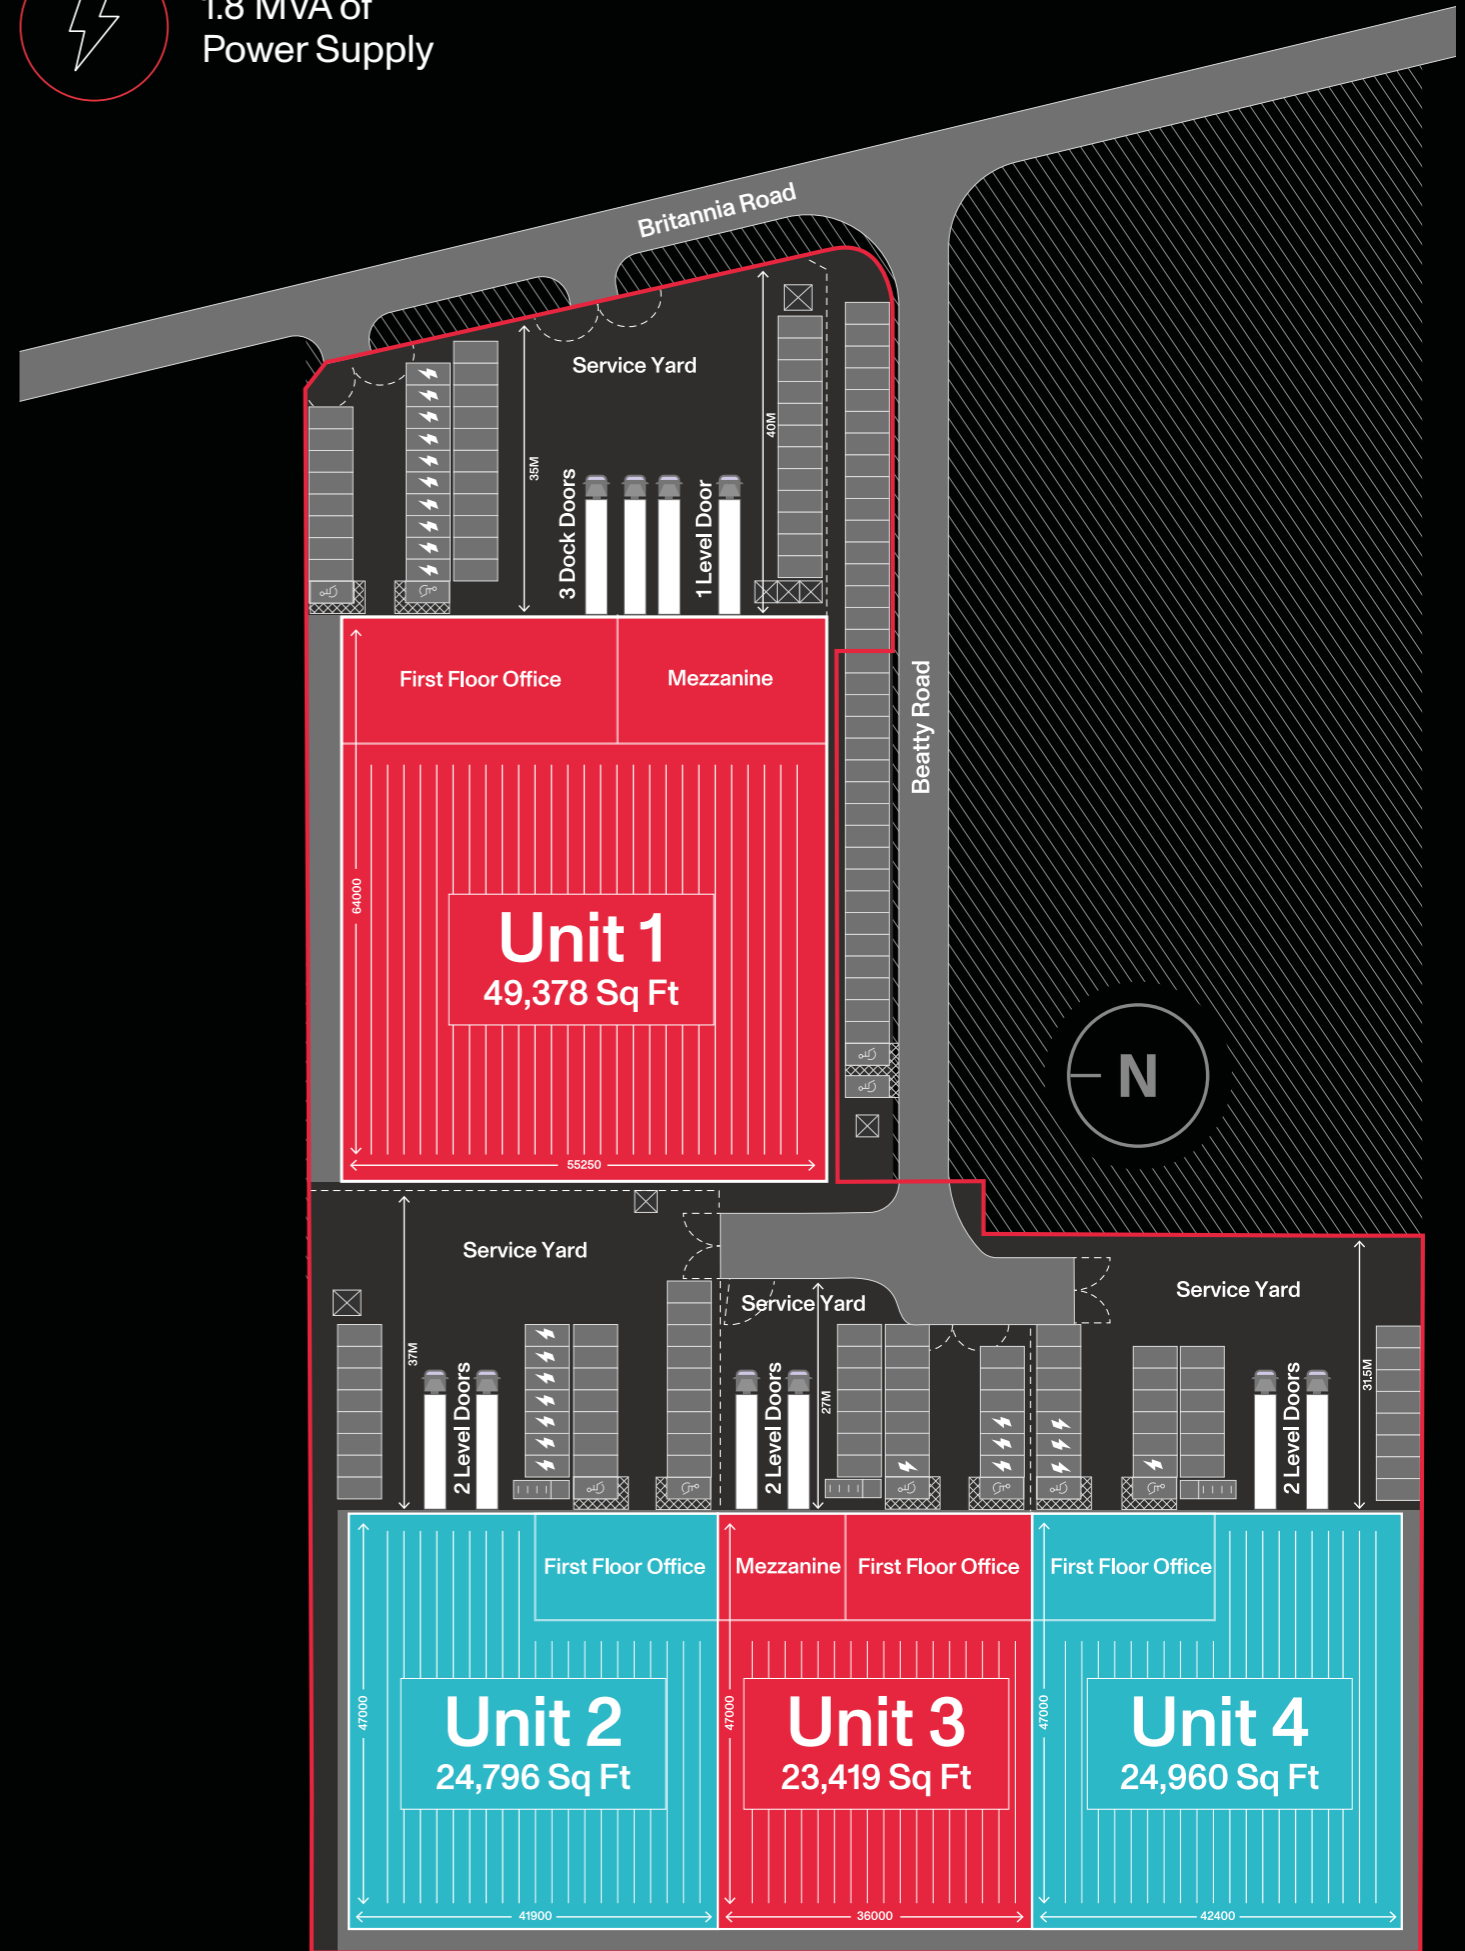 1.8 MVA of
Power Supply
Britannia Road
Service Yard
35M
40M
3 Dock Doors
1 Level Door
First Floor Office
Mezzanine
Beatty Road
64000
Unit 1
49,378 Sq Ft
N
55250
Service Yard
Service Yard
Service Yard
37M
2 Level Doors
2 Level Doors
27M
2 Level Doors
31.5M
First Floor Office
Mezzanine
First Floor Office
First Floor Office
47000
Unit 2
24,796 Sq Ft
47000
Unit 3
23,419 Sq Ft
47000
Unit 4
24,960 Sq Ft
41900
36000
42400